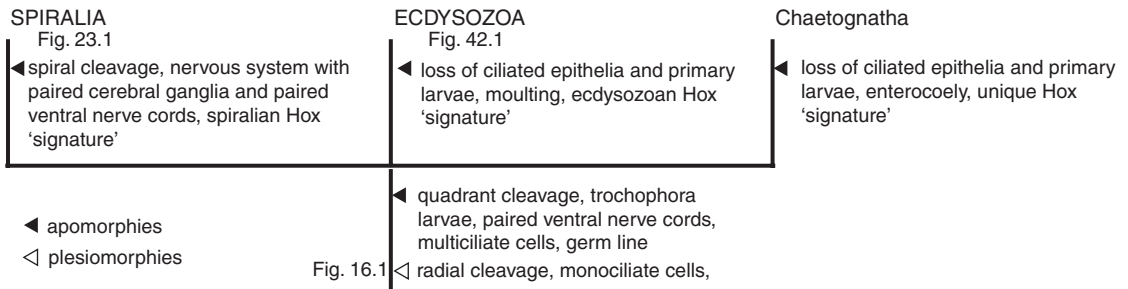 SPIRALIA
Fig. 23.1
spiral cleavage, nervous system with
paired cerebral ganglia and paired
ventral nerve cords, spiralian Hox
‘signature’
ECDYSOZOA
Fig. 42.1
loss of ciliated epithelia and primary
larvae, moulting, ecdysozoan Hox
‘signature’
Chaetognatha
loss of ciliated epithelia and primary
larvae, enterocoely, unique Hox
‘signature’
quadrant cleavage, trochophora
larvae, paired ventral nerve cords,
multiciliate cells, germ line
apomorphies
plesiomorphies
Fig. 16.1
radial cleavage, monociliate cells,